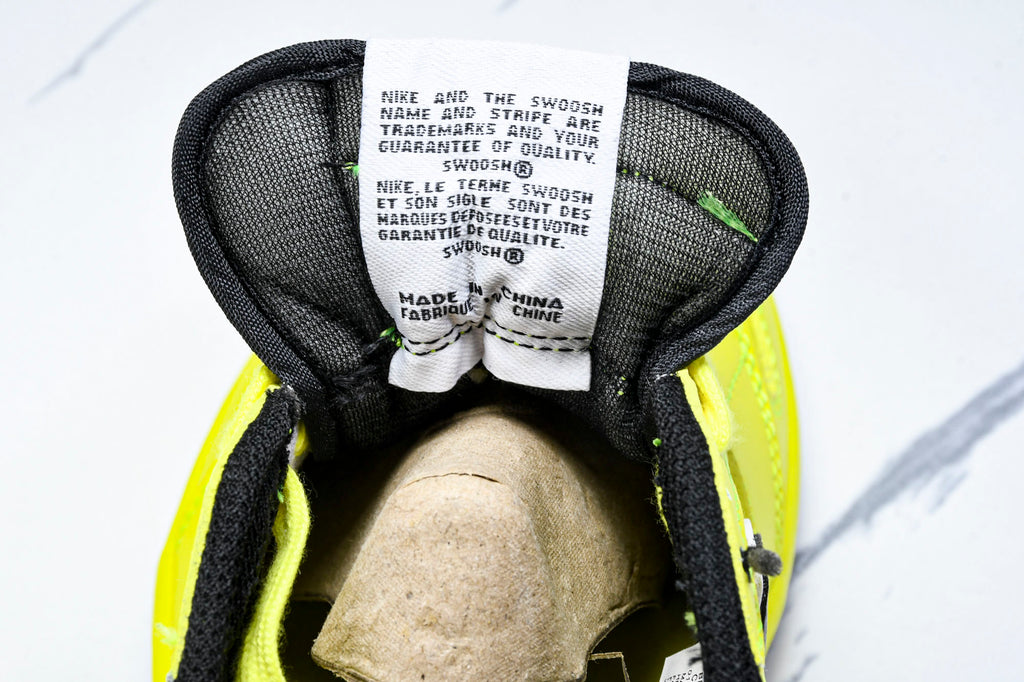 NIKE AND THE SWOOSH
NAME AND STRIPE ARE
TRADEMARKS AND YOUR
GUARANTEE OF QUALITY.
SWOOSH®
NIKE, LE TERME SWOOSH
ET SON SIGLE SONT DES
MARQUES DEPOSEESETVOTRE
GARANTIE DE QUALITE.
SWOOSH®
MADE IN CHINA
FABRIQUE CHINE